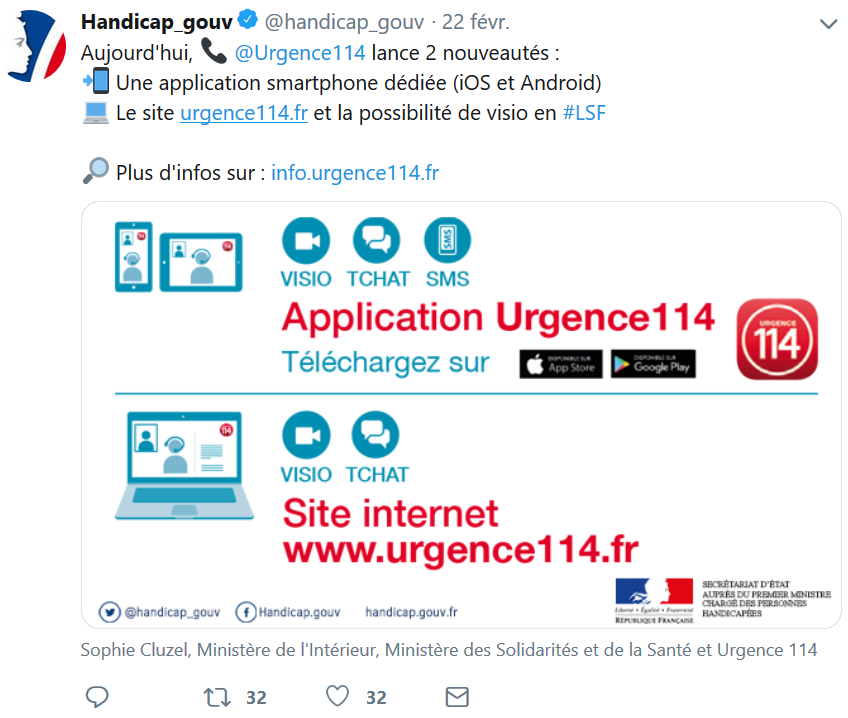 Handicap_gouv @handicap_gouv · 22 févr.
Aujourd'hui, @Urgence114 lance 2 nouveautés :
Une application smartphone dédiée (iOS et Android)
Le site urgence114.fr et la possibilité de visio en #LSF
Plus d'infos sur : info.urgence114.fr
114
114
SMS
VISIO TCHAT SMS
Application Urgence114
URGENCE
114
Téléchargez sur
DISPONIBLE SUR
App Store
DISPONIBLE SUR
Google Play
114
VISIO TCHAT
Site internet
www.urgence114.fr
@handicap_gouv Handicap.gouv handicap.gouv.fr
Liberté • Égalité • Fraternité
RÉPUBLIQUE FRANÇAISE
SECRÉTARIAT D'ÉTAT
AUPRÈS DU PREMIER MINISTRE
CHARGÉ DES PERSONNES
HANDICAPÉES
Sophie Cluzel, Ministère de l'Intérieur, Ministère des Solidarités et de la Santé et Urgence 114
32 32